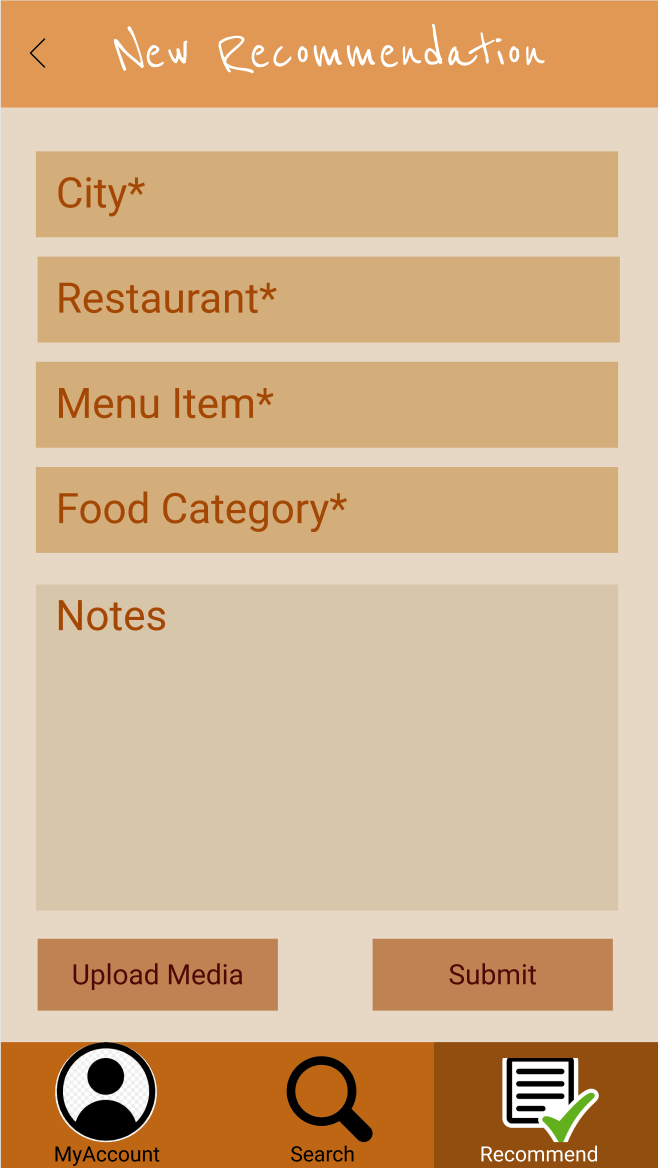 New Recommendation
City*
Restaurant*
Menu Item*
Food Category*
Notes
Upload Media
Submit
MyAccount
Search
Recommend